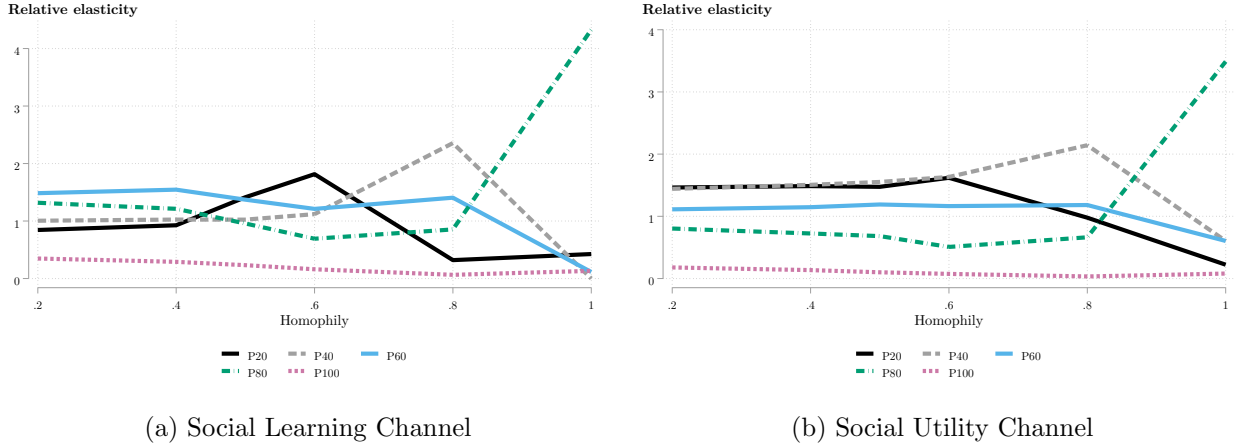 Relative elasticity
4
3
2
1
0
.2 .4 .6 .8 1
Homophily
P20 P40 P60
P80 P100
(a) Social Learning Channel
Relative elasticity
4
3
2
1
0
.2 .4 .6 .8 1
Homophily
P20 P40 P60
P80 P100
(b) Social Utility Channel